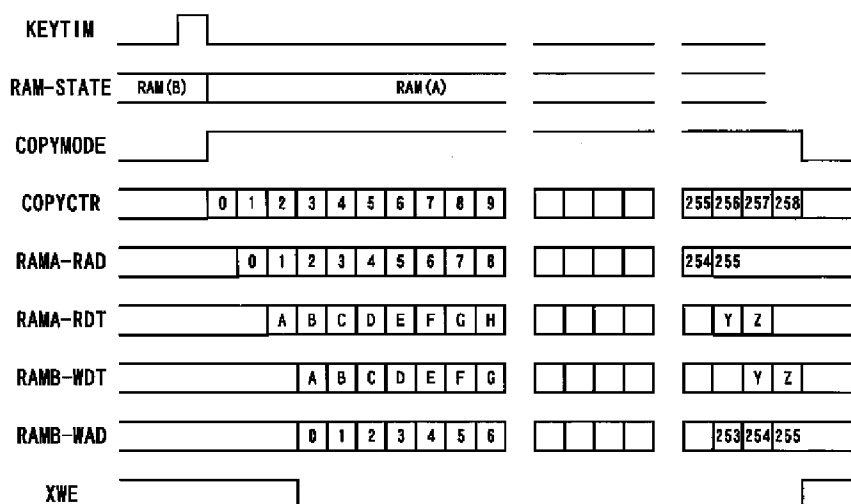 KEYTIM
RAM-STATE RAM(B) RAM(A)
COPYMODE
COPYCTR 0 1 2 3 4 5 6 7 8 9 255 256 257 258
RAMA-RAD 0 1 2 3 4 5 6 7 8 254 255
RAMA-RDT A B C D E F G H Y Z
RAMB-WDT A B C D E F G Y Z
RAMB-WAD 0 1 2 3 4 5 6 253 254 255
XWE